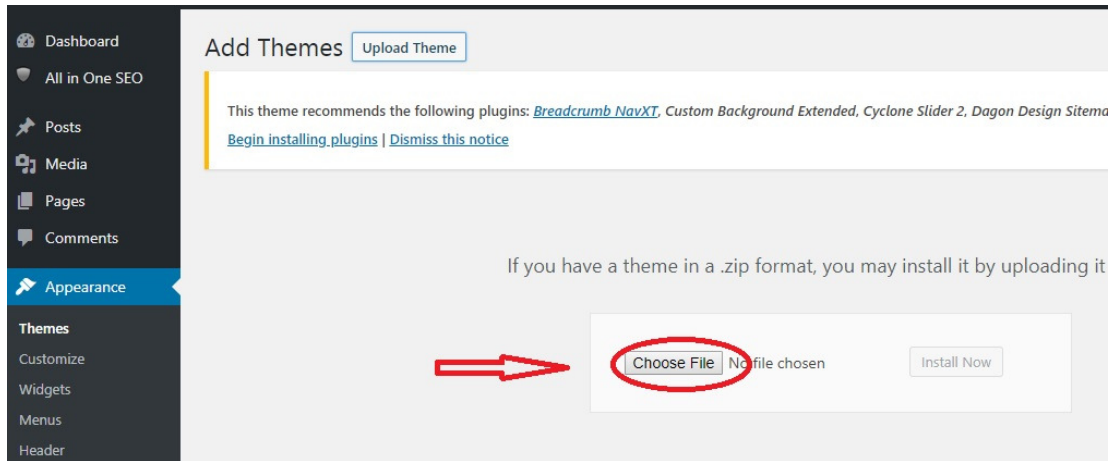 Dashboard
All in One SEO
Posts
Media
Pages
Comments
Appearance
Themes
Customize
Widgets
Menus
Header
Add Themes Upload Theme
This theme recommends the following plugins: Breadcrumb NavXT, Custom Background Extended, Cyclone Slider 2, Dagon Design Sitema
Begin installing plugins | Dismiss this notice
If you have a theme in a .zip format, you may install it by uploading it
Choose File No file chosen Install Now